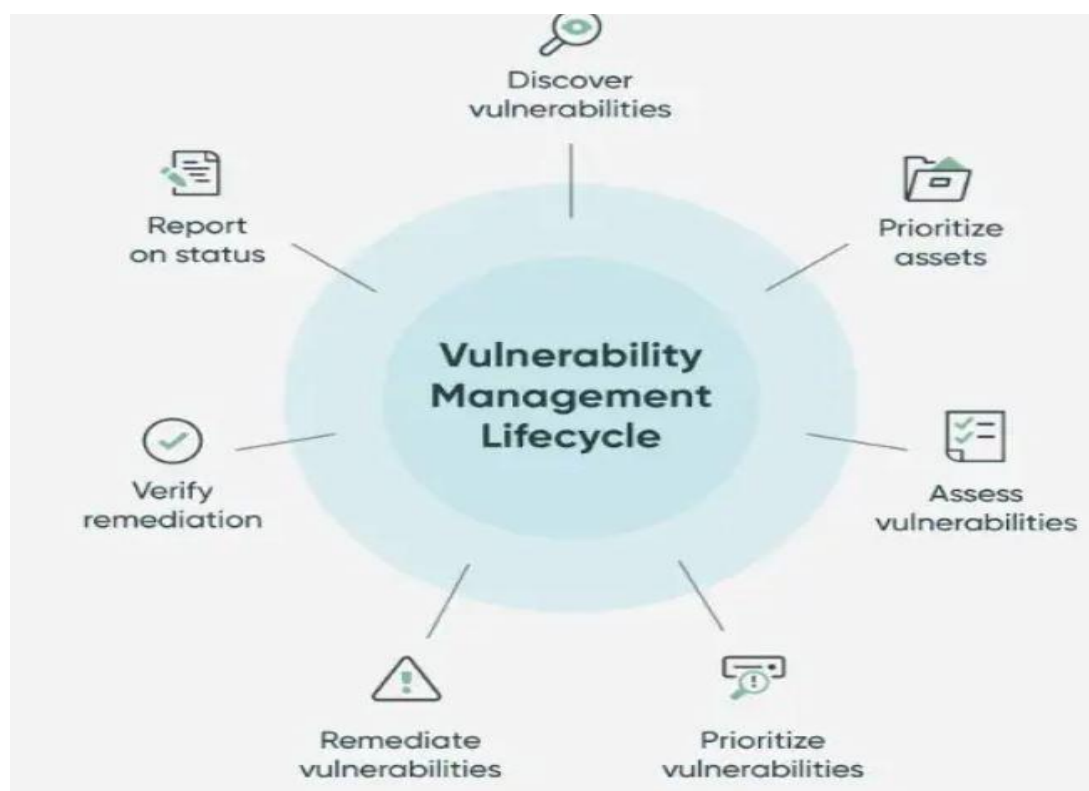 Discover
vulnerabilities
Prioritize
assets
Assess
vulnerabilities
Prioritize
vulnerabilities
Remediate
vulnerabilities
Verify
remediation
Report
on status
Vulnerability
Management
Lifecycle